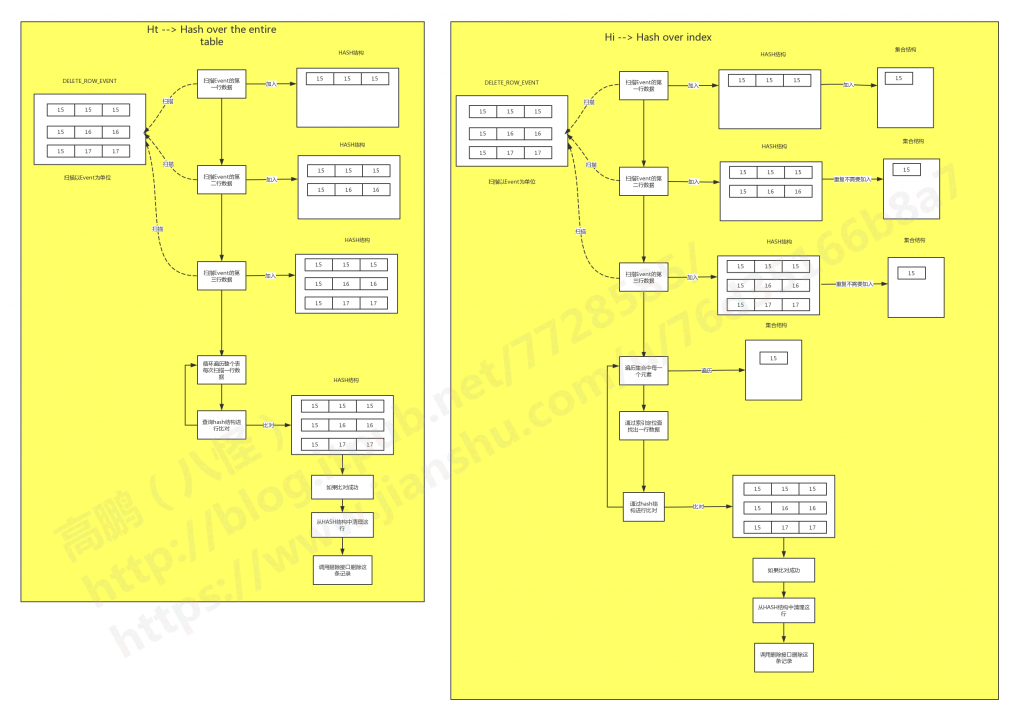 Ht --> Hash over the entire
table
HASH结构
DELETE_ROW_EVENT
扫描Event的第
一行数据
加入
15 15 15
扫描
15 15 15
15 16 16
15 17 17
扫描以Event为单位
HASH结构
扫描
扫描Event的第
二行数据
加入
15 15 15
15 16 16
扫描
HASH结构
扫描Event的第
三行数据
加入
15 15 15
15 16 16
15 17 17
循环遍历整个表
每次扫描一行数
据
HASH结构
查询hash结构进
行比对
比对
15 15 15
15 16 16
15 17 17
如果比对成功
从HASH结构中清理这
行
调用删除接口删除这
条记录
Hi --> Hash over index
HASH结构
集合结构
DELETE_ROW_EVENT
扫描Event的第
一行数据
加入
15 15 15
加入
15
扫描
15 15 15
15 16 16
15 17 17
扫描以Event为单位
HASH结构
集合结构
扫描
扫描Event的第
二行数据
加入
15 15 15
15 16 16
重复不需要加入
15
扫描
HASH结构
集合结构
扫描Event的第
三行数据
加入
15 15 15
15 16 16
15 17 17
重复不需要加入
15
集合结构
遍历集合中每一
个元素
遍历
15
通过索引定位查
找出一行数据
通过hash结
构进行比对
比对
15 15 15
15 16 16
15 17 17
如果比对成功
从HASH结构中清理这
行
调用删除接口删除这
条记录
高鹏（八怪）
http://blog.itpub.net/7728585/